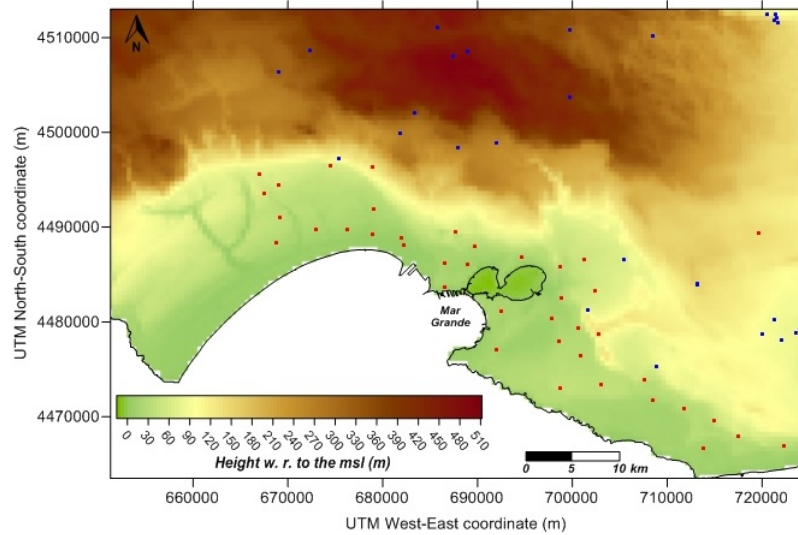 4510000
4500000
4490000
4480000
4470000
UTM North-South coordinate (m)
N
Mar
Grande
0 30 60 90 120 150 180 210 240 270 300 330 360 390 420 450 480 510
Height w. r. to the msl (m)
0 5 10 km
660000 670000 680000 690000 700000 710000 720000
UTM West-East coordinate (m)